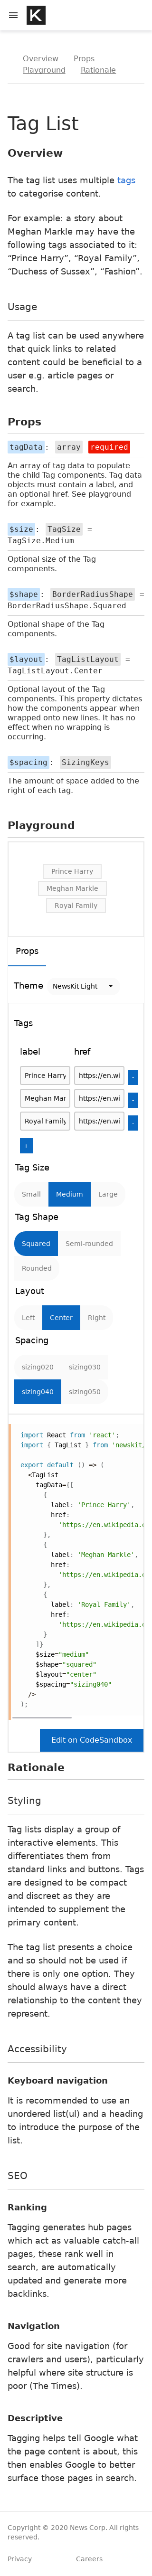 K
Overview Props
Playground Rationale
Tag List
Overview
The tag list uses multiple tags
to categorise content.
For example: a story about
Meghan Markle may have the
following tags associated to it:
“Prince Harry”, “Royal Family”,
“Duchess of Sussex”, “Fashion”.
Usage
A tag list can be used anywhere
that quick links to related
content could be beneficial to a
user e.g. article pages or
search.
Props
tagData: array required
An array of tag data to populate
the child Tag components. Tag data
objects must contain a label, and
an optional href. See playground
for example.
$size: TagSize =
TagSize.Medium
Optional size of the Tag
components.
$shape: BorderRadiusShape =
BorderRadiusShape.Squared
Optional shape of the Tag
components.
$layout: TagListLayout =
TagListLayout.Center
Optional layout of the Tag
components. This property dictates
how the components appear when
wrapped onto new lines. It has no
effect when no wrapping is
occurring.
$spacing: SizingKeys
The amount of space added to the
right of each tag.
Playground
Prince Harry
Meghan Markle
Royal Family
Props
Theme NewsKit Light
Tags
label href
Prince Harry https://en.wi -
Meghan Mar https://en.wi -
Royal Family https://en.wi -
+
Tag Size
Small Medium Large
Tag Shape
Squared Semi-rounded
Rounded
Layout
Left Center Right
Spacing
sizing020 sizing030
sizing040 sizing050
import React from 'react';
import { TagList } from 'newskit,
export default () => (
<TagList
tagData={[
{
label: 'Prince Harry',
href:
'https://en.wikipedia.o
},
{
label: 'Meghan Markle',
href:
'https://en.wikipedia.o
},
{
label: 'Royal Family',
href:
'https://en.wikipedia.o
}
]}
$size="medium"
$shape="squared"
$layout="center"
$spacing="sizing040"
/>
);
Edit on CodeSandbox
Rationale
Styling
Tag lists display a group of
interactive elements. This
differentiates them from
standard links and buttons. Tags
are designed to be compact
and discreet as they are
intended to supplement the
primary content.
The tag list presents a choice
and so should not be used if
there is only one option. They
should always have a direct
relationship to the content they
represent.
Accessibility
Keyboard navigation
It is recommended to use an
unordered list(ul) and a heading
to introduce the purpose of the
list.
SEO
Ranking
Tagging generates hub pages
which act as valuable catch-all
pages, these rank well in
search, are automatically
updated and generate more
backlinks.
Navigation
Good for site navigation (for
crawlers and users), particularly
helpful where site structure is
poor (The Times).
Descriptive
Tagging helps tell Google what
the page content is about, this
then enables Google to better
surface those pages in search.
Copyright © 2020 News Corp. All rights
reserved.
Privacy Careers